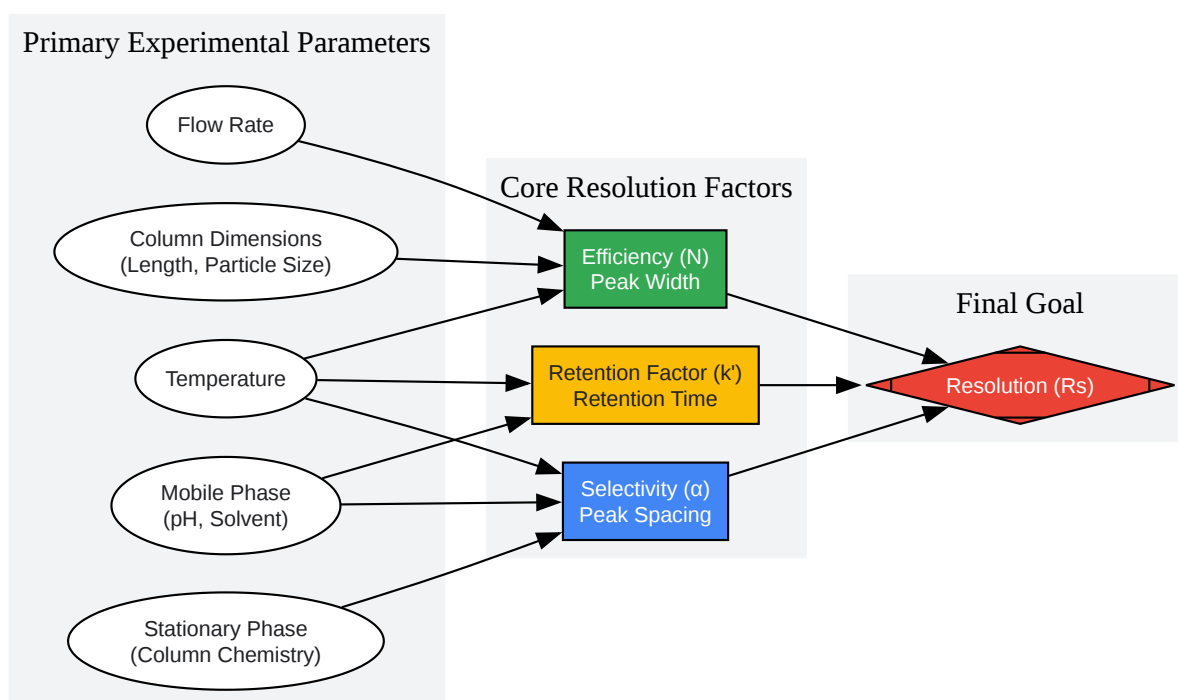 Primary Experimental Parameters
Flow Rate
Column Dimensions
(Length, Particle Size)
Temperature
Mobile Phase
(pH, Solvent)
Stationary Phase
(Column Chemistry)
Core Resolution Factors
Efficiency (N)
Peak Width
Retention Factor (k')
Retention Time
Selectivity (α)
Peak Spacing
Final Goal
Resolution (Rs)